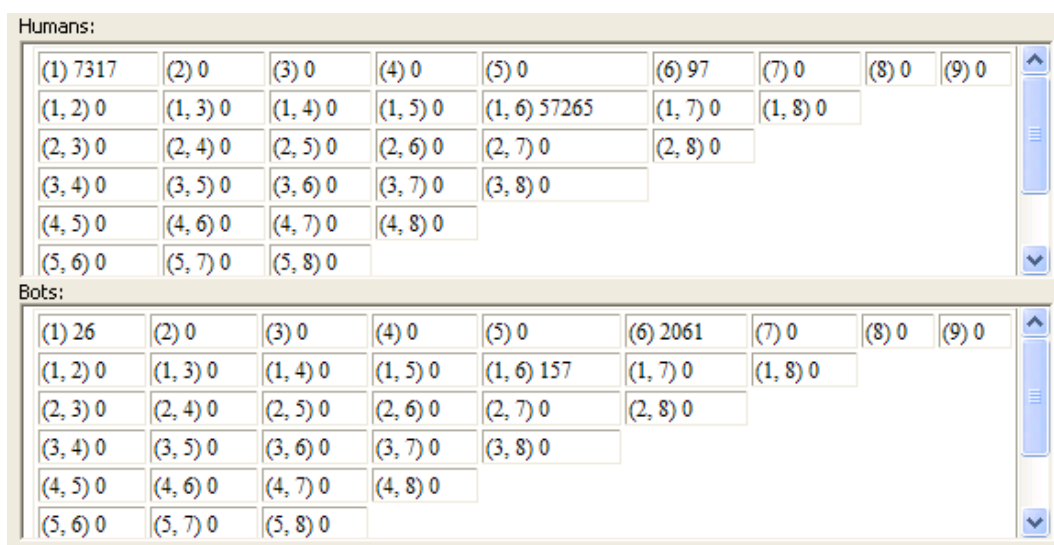 Humans:
(1) 7317 (2) 0 (3) 0 (4) 0 (5) 0 (6) 97 (7) 0 (8) 0 (9) 0
(1, 2) 0 (1, 3) 0 (1, 4) 0 (1, 5) 0 (1, 6) 57265 (1, 7) 0 (1, 8) 0
(2, 3) 0 (2, 4) 0 (2, 5) 0 (2, 6) 0 (2, 7) 0 (2, 8) 0
(3, 4) 0 (3, 5) 0 (3, 6) 0 (3, 7) 0 (3, 8) 0
(4, 5) 0 (4, 6) 0 (4, 7) 0 (4, 8) 0
(5, 6) 0 (5, 7) 0 (5, 8) 0
Bots:
(1) 26 (2) 0 (3) 0 (4) 0 (5) 0 (6) 2061 (7) 0 (8) 0 (9) 0
(1, 2) 0 (1, 3) 0 (1, 4) 0 (1, 5) 0 (1, 6) 157 (1, 7) 0 (1, 8) 0
(2, 3) 0 (2, 4) 0 (2, 5) 0 (2, 6) 0 (2, 7) 0 (2, 8) 0
(3, 4) 0 (3, 5) 0 (3, 6) 0 (3, 7) 0 (3, 8) 0
(4, 5) 0 (4, 6) 0 (4, 7) 0 (4, 8) 0
(5, 6) 0 (5, 7) 0 (5, 8) 0